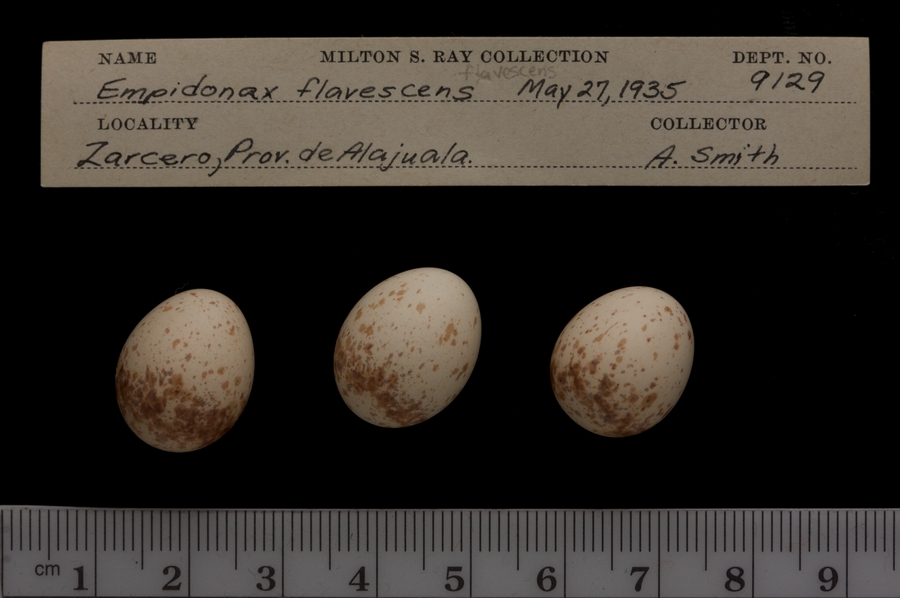 NAME MILTON S. RAY COLLECTION DEPT. NO.
flavescens
Empidonax flavescens May 27, 1935 9129
LOCALITY COLLECTOR
Zarcero, Prov. de Alajuala. A. Smith
cm 1 2 3 4 5 6 7 8 9